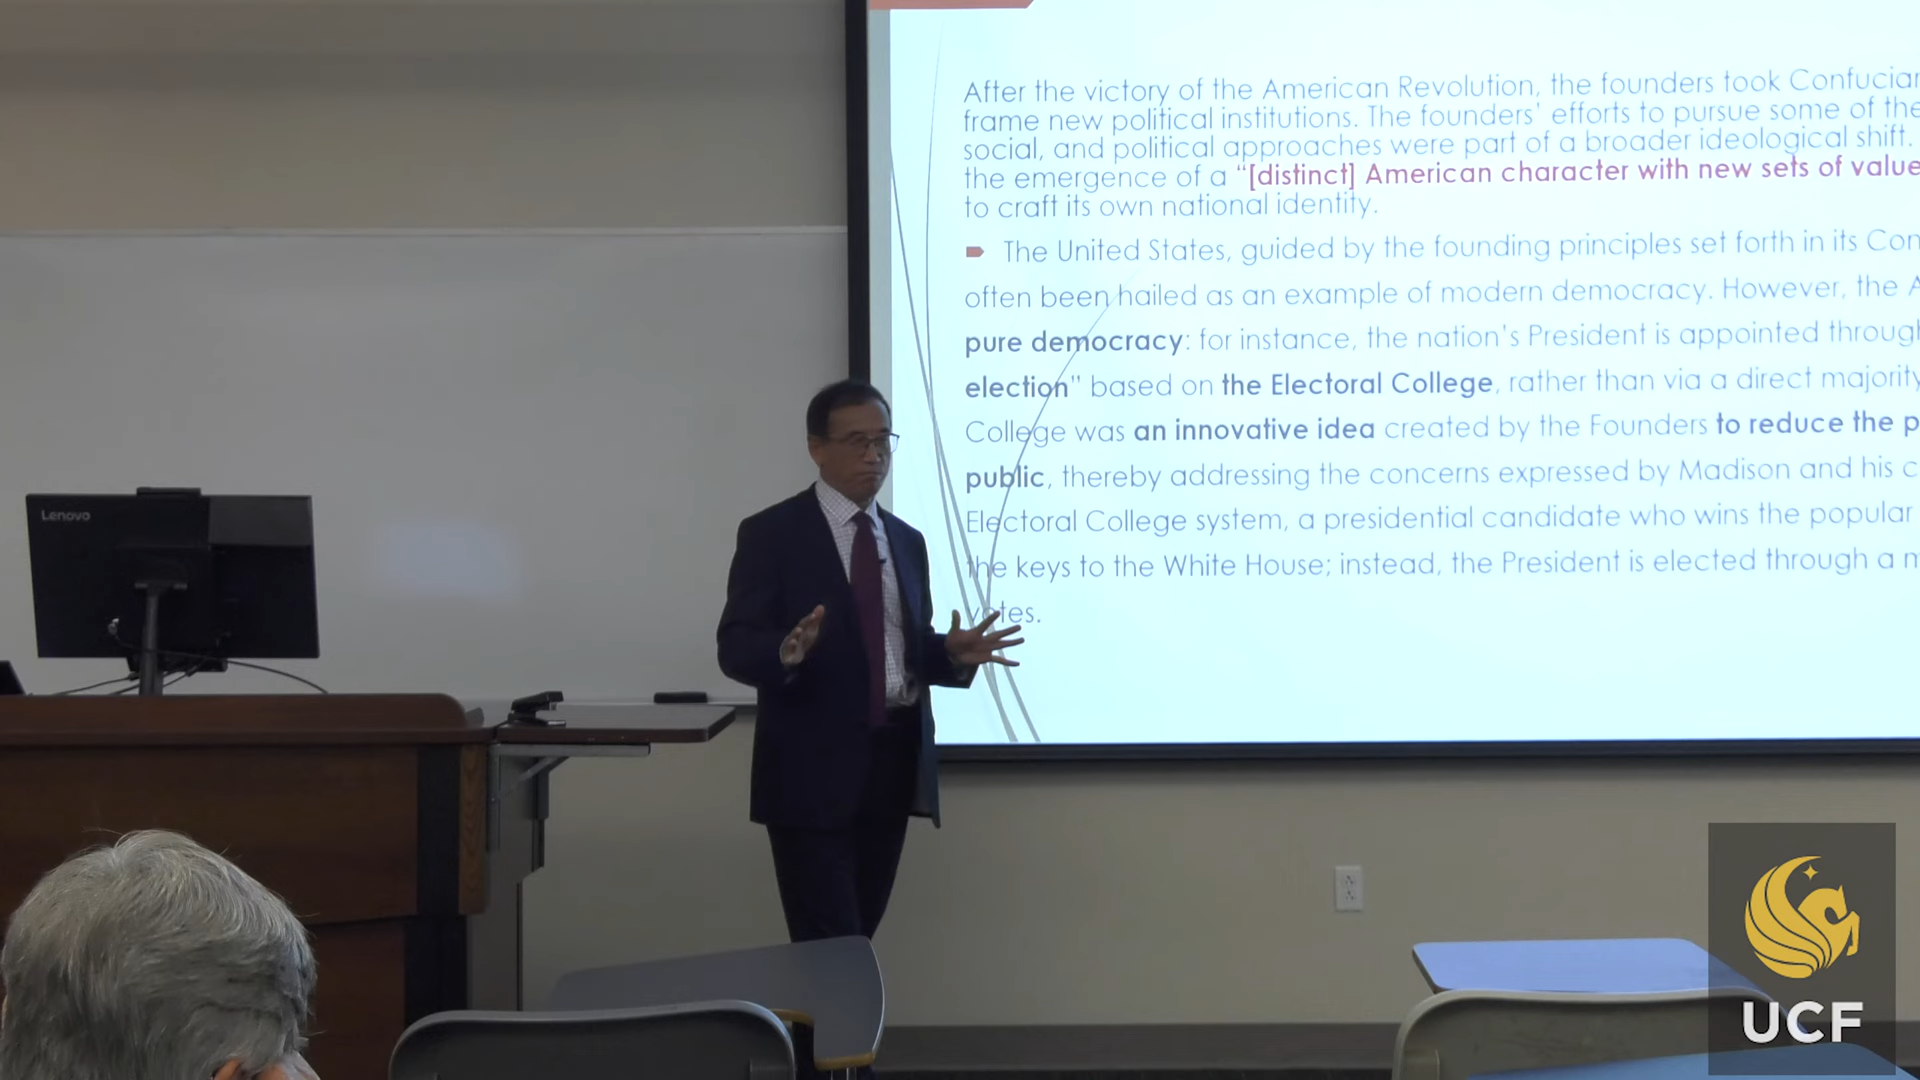 After the victory of the American Revolution, the founders took Confucian
frame new political institutions. The founders' efforts to pursue some of the
social, and political approaches were part of a broader ideological shift.
the emergence of a "[distinct] American character with new sets of value
to craft its own national identity.
The United States, guided by the founding principles set forth in its Con
often been hailed as an example of modern democracy. However, the A
pure democracy: for instance, the nation's President is appointed through
election" based on the Electoral College, rather than via a direct majority
College was an innovative idea created by the Founders to reduce the p
public, thereby addressing the concerns expressed by Madison and his c
Electoral College system, a presidential candidate who wins the popular
the keys to the White House; instead, the President is elected through a m
votes.
Lenovo
UCF